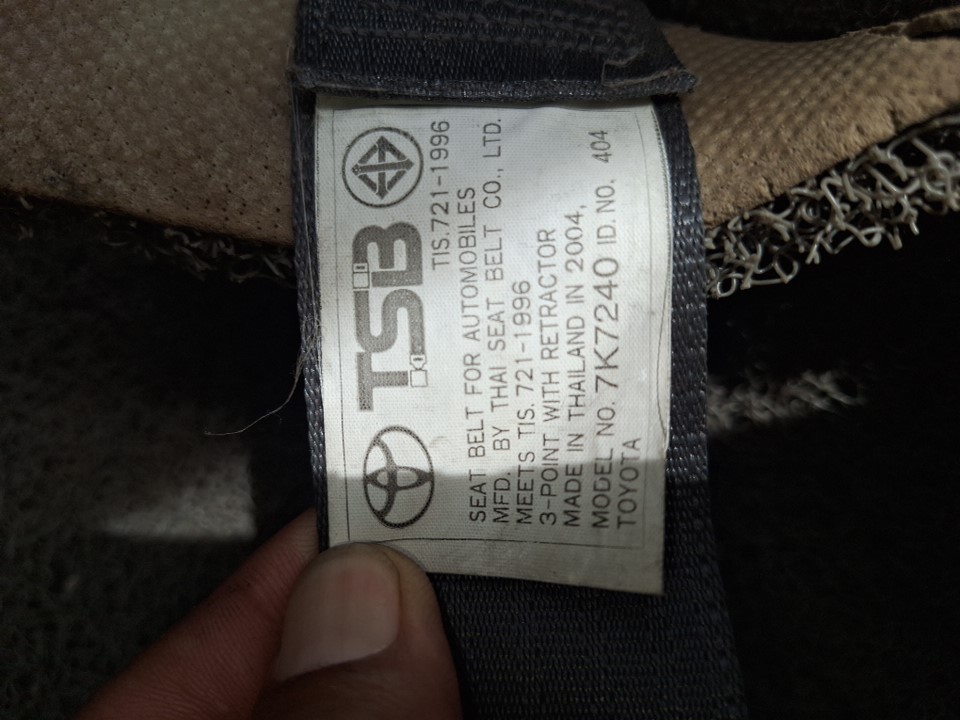 TSB
TIS.721-1996
SEAT BELT FOR AUTOMOBILES
MFD. BY THAI SEAT BELT CO., LTD.
MEETS TIS. 721-1996
3-POINT WITH RETRACTOR
MADE IN THAILAND IN 2004,
MODEL NO. 7K7240 ID.NO. 404
TOYOTA